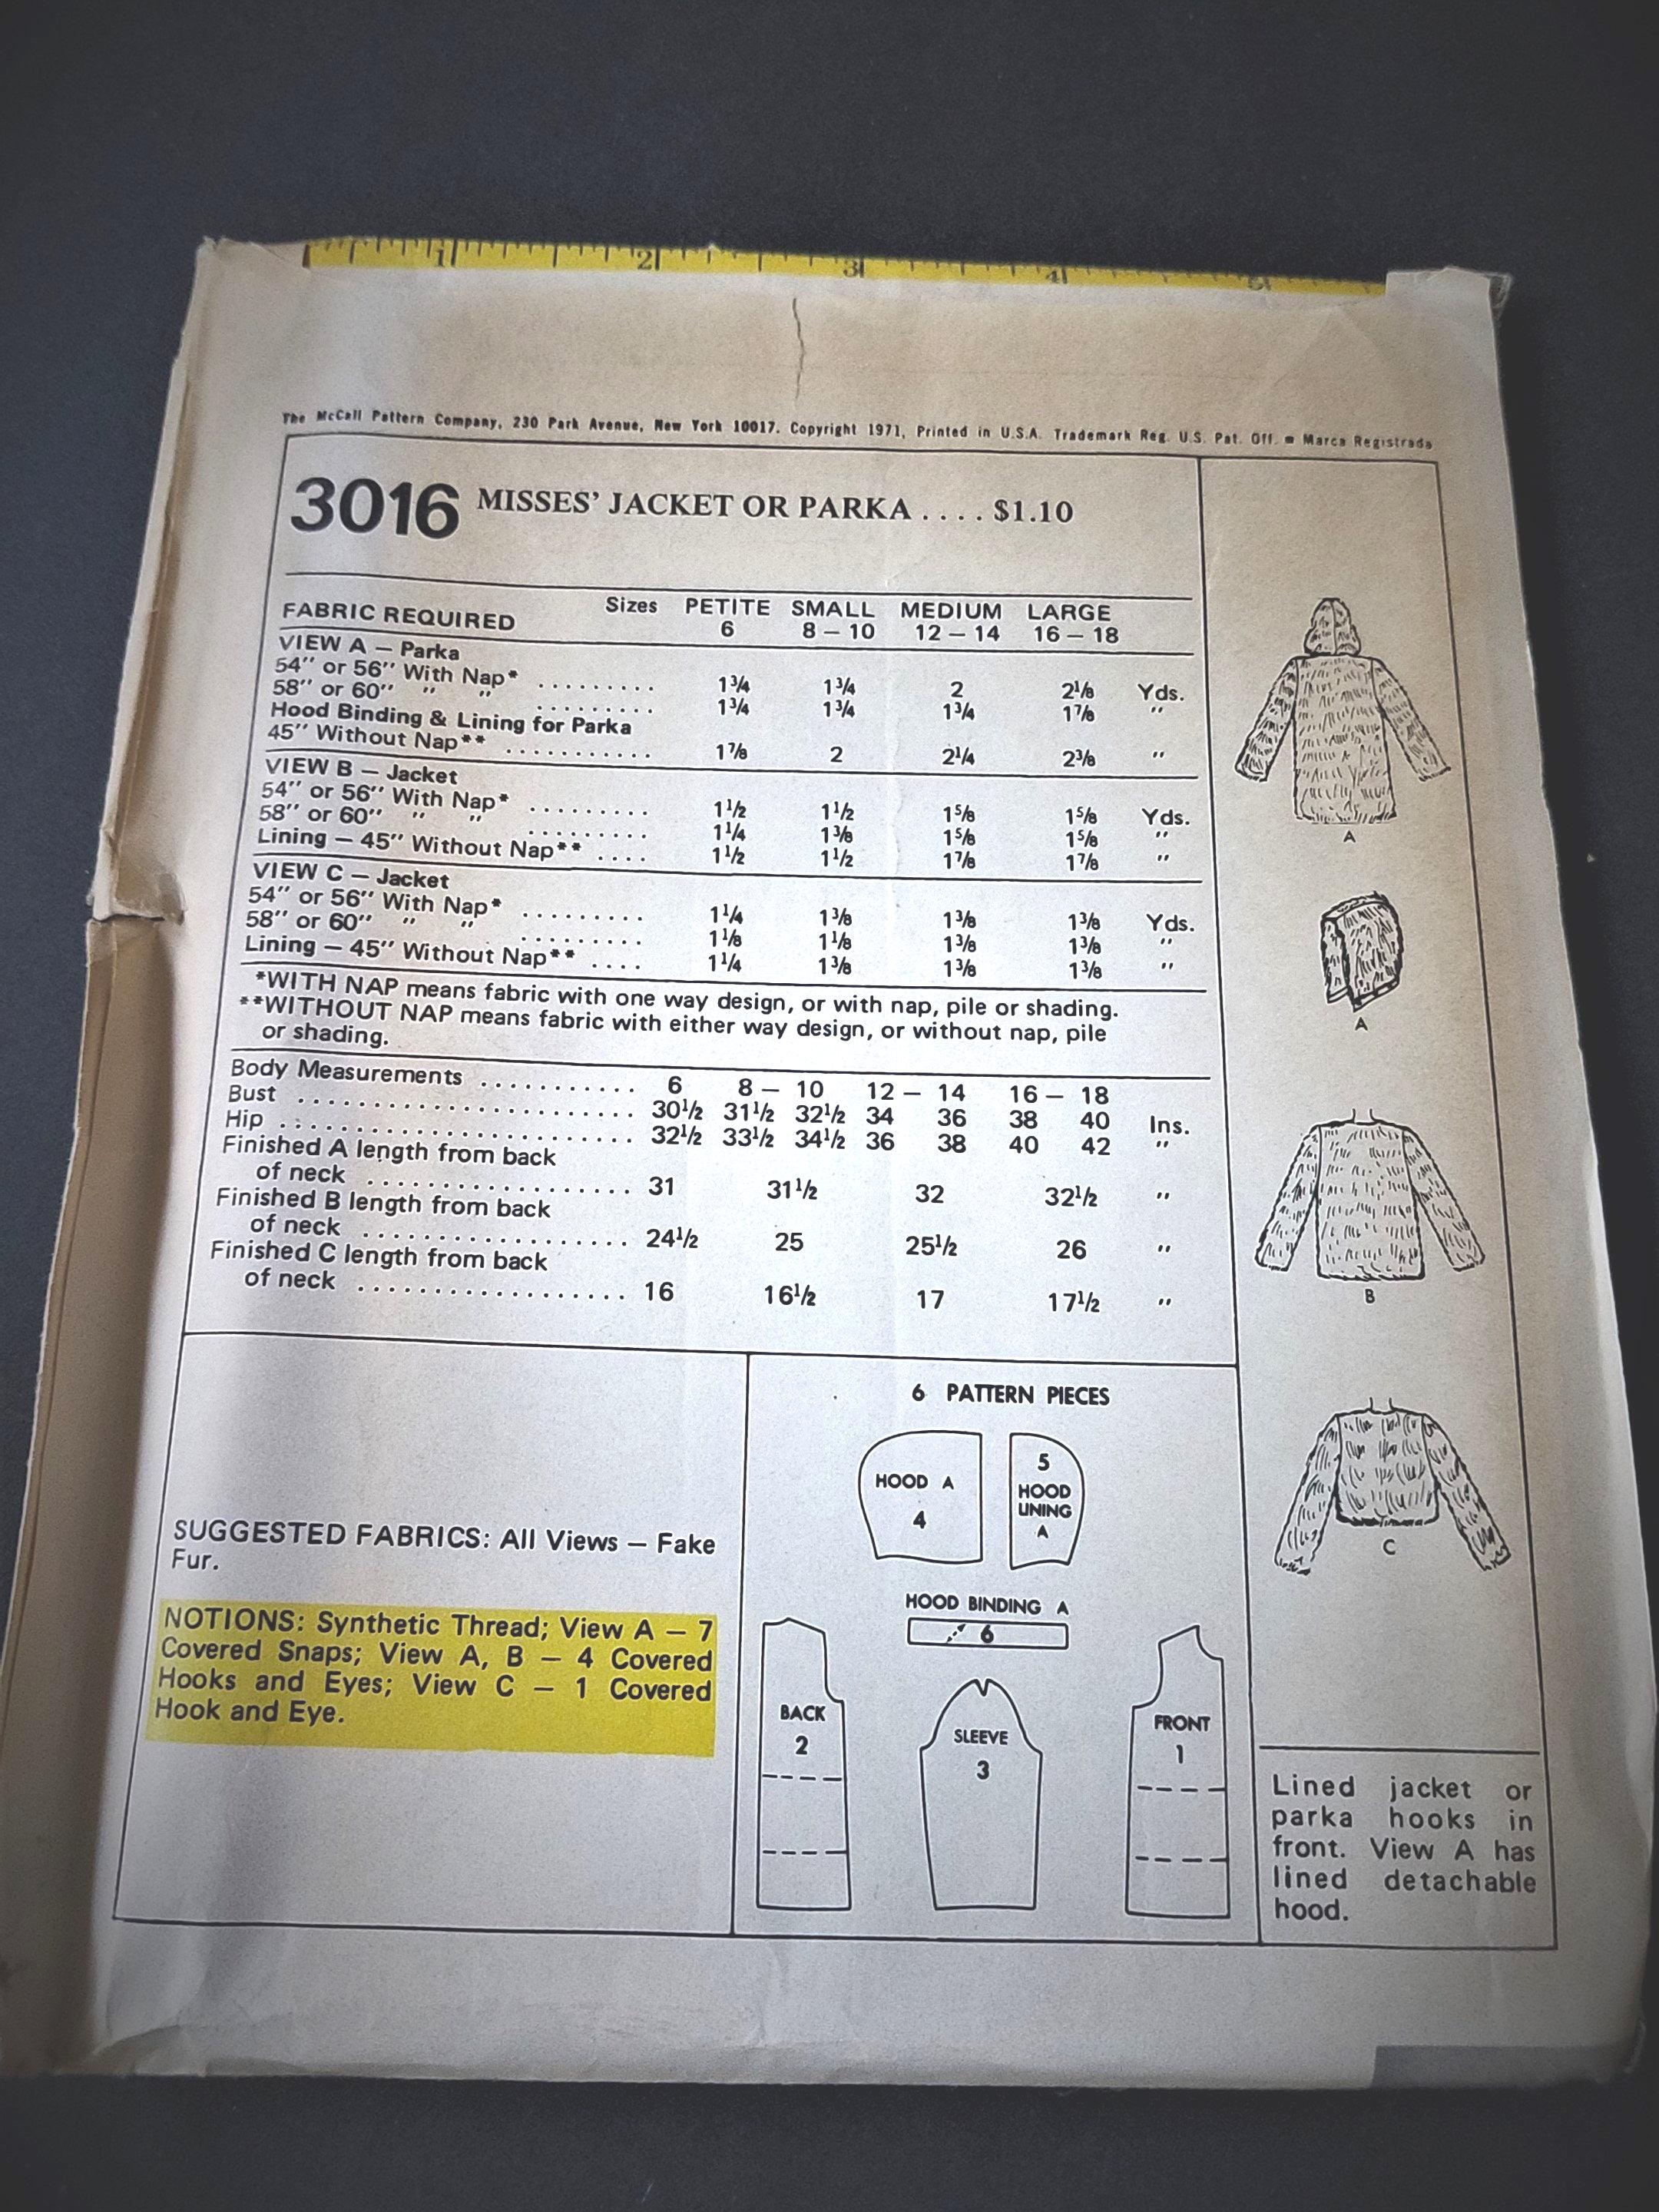 1 2 3 4 5
The McCall Pattern Company, 230 Park Avenue, New York 10017. Copyright 1971, Printed in U.S.A. Trademark Reg. U.S. Pat. Off. = Marca Registrada
3016 MISSES' JACKET OR PARKA .... $1.10
FABRIC REQUIRED Sizes PETITE SMALL MEDIUM LARGE
6 8 – 10 12 – 14 16 – 18
VIEW A – Parka
54" or 56" With Nap* ......... 1¾ 1¾ 2 2⅛ Yds.
58" or 60" " " ......... 1¾ 1¾ 1¾ 1⅞ "
Hood Binding & Lining for Parka
45" Without Nap** ........... 1⅞ 2 2¼ 2⅜ "
VIEW B – Jacket
54" or 56" With Nap* ......... 1½ 1½ 1⅝ 1⅝ Yds.
58" or 60" " " ......... 1¼ 1⅜ 1⅝ 1⅝ "
Lining – 45" Without Nap** .... 1½ 1½ 1⅞ 1⅞ "
VIEW C – Jacket
54" or 56" With Nap* ......... 1¼ 1⅜ 1⅜ 1⅜ Yds.
58" or 60" " " ......... 1⅛ 1⅛ 1⅜ 1⅜ "
Lining – 45" Without Nap** .... 1¼ 1⅜ 1⅜ 1⅜ "
*WITH NAP means fabric with one way design, or with nap, pile or shading.
**WITHOUT NAP means fabric with either way design, or without nap, pile
or shading.
Body Measurements ........... 6 8 – 10 12 – 14 16 – 18
Bust ........................ 30½ 31½ 32½ 34 36 38 40 Ins.
Hip ......................... 32½ 33½ 34½ 36 38 40 42 "
Finished A length from back
of neck .................. 31 31½ 32 32½ "
Finished B length from back
of neck .................. 24½ 25 25½ 26 "
Finished C length from back
of neck .................. 16 16½ 17 17½ "
A
A
B
C
SUGGESTED FABRICS: All Views – Fake
Fur.
NOTIONS: Synthetic Thread; View A – 7
Covered Snaps; View A, B – 4 Covered
Hooks and Eyes; View C – 1 Covered
Hook and Eye.
6 PATTERN PIECES
HOOD A
4
5
HOOD
LINING
A
HOOD BINDING A
6
BACK
2
SLEEVE
3
FRONT
1
Lined jacket or
parka hooks in
front. View A has
lined detachable
hood.